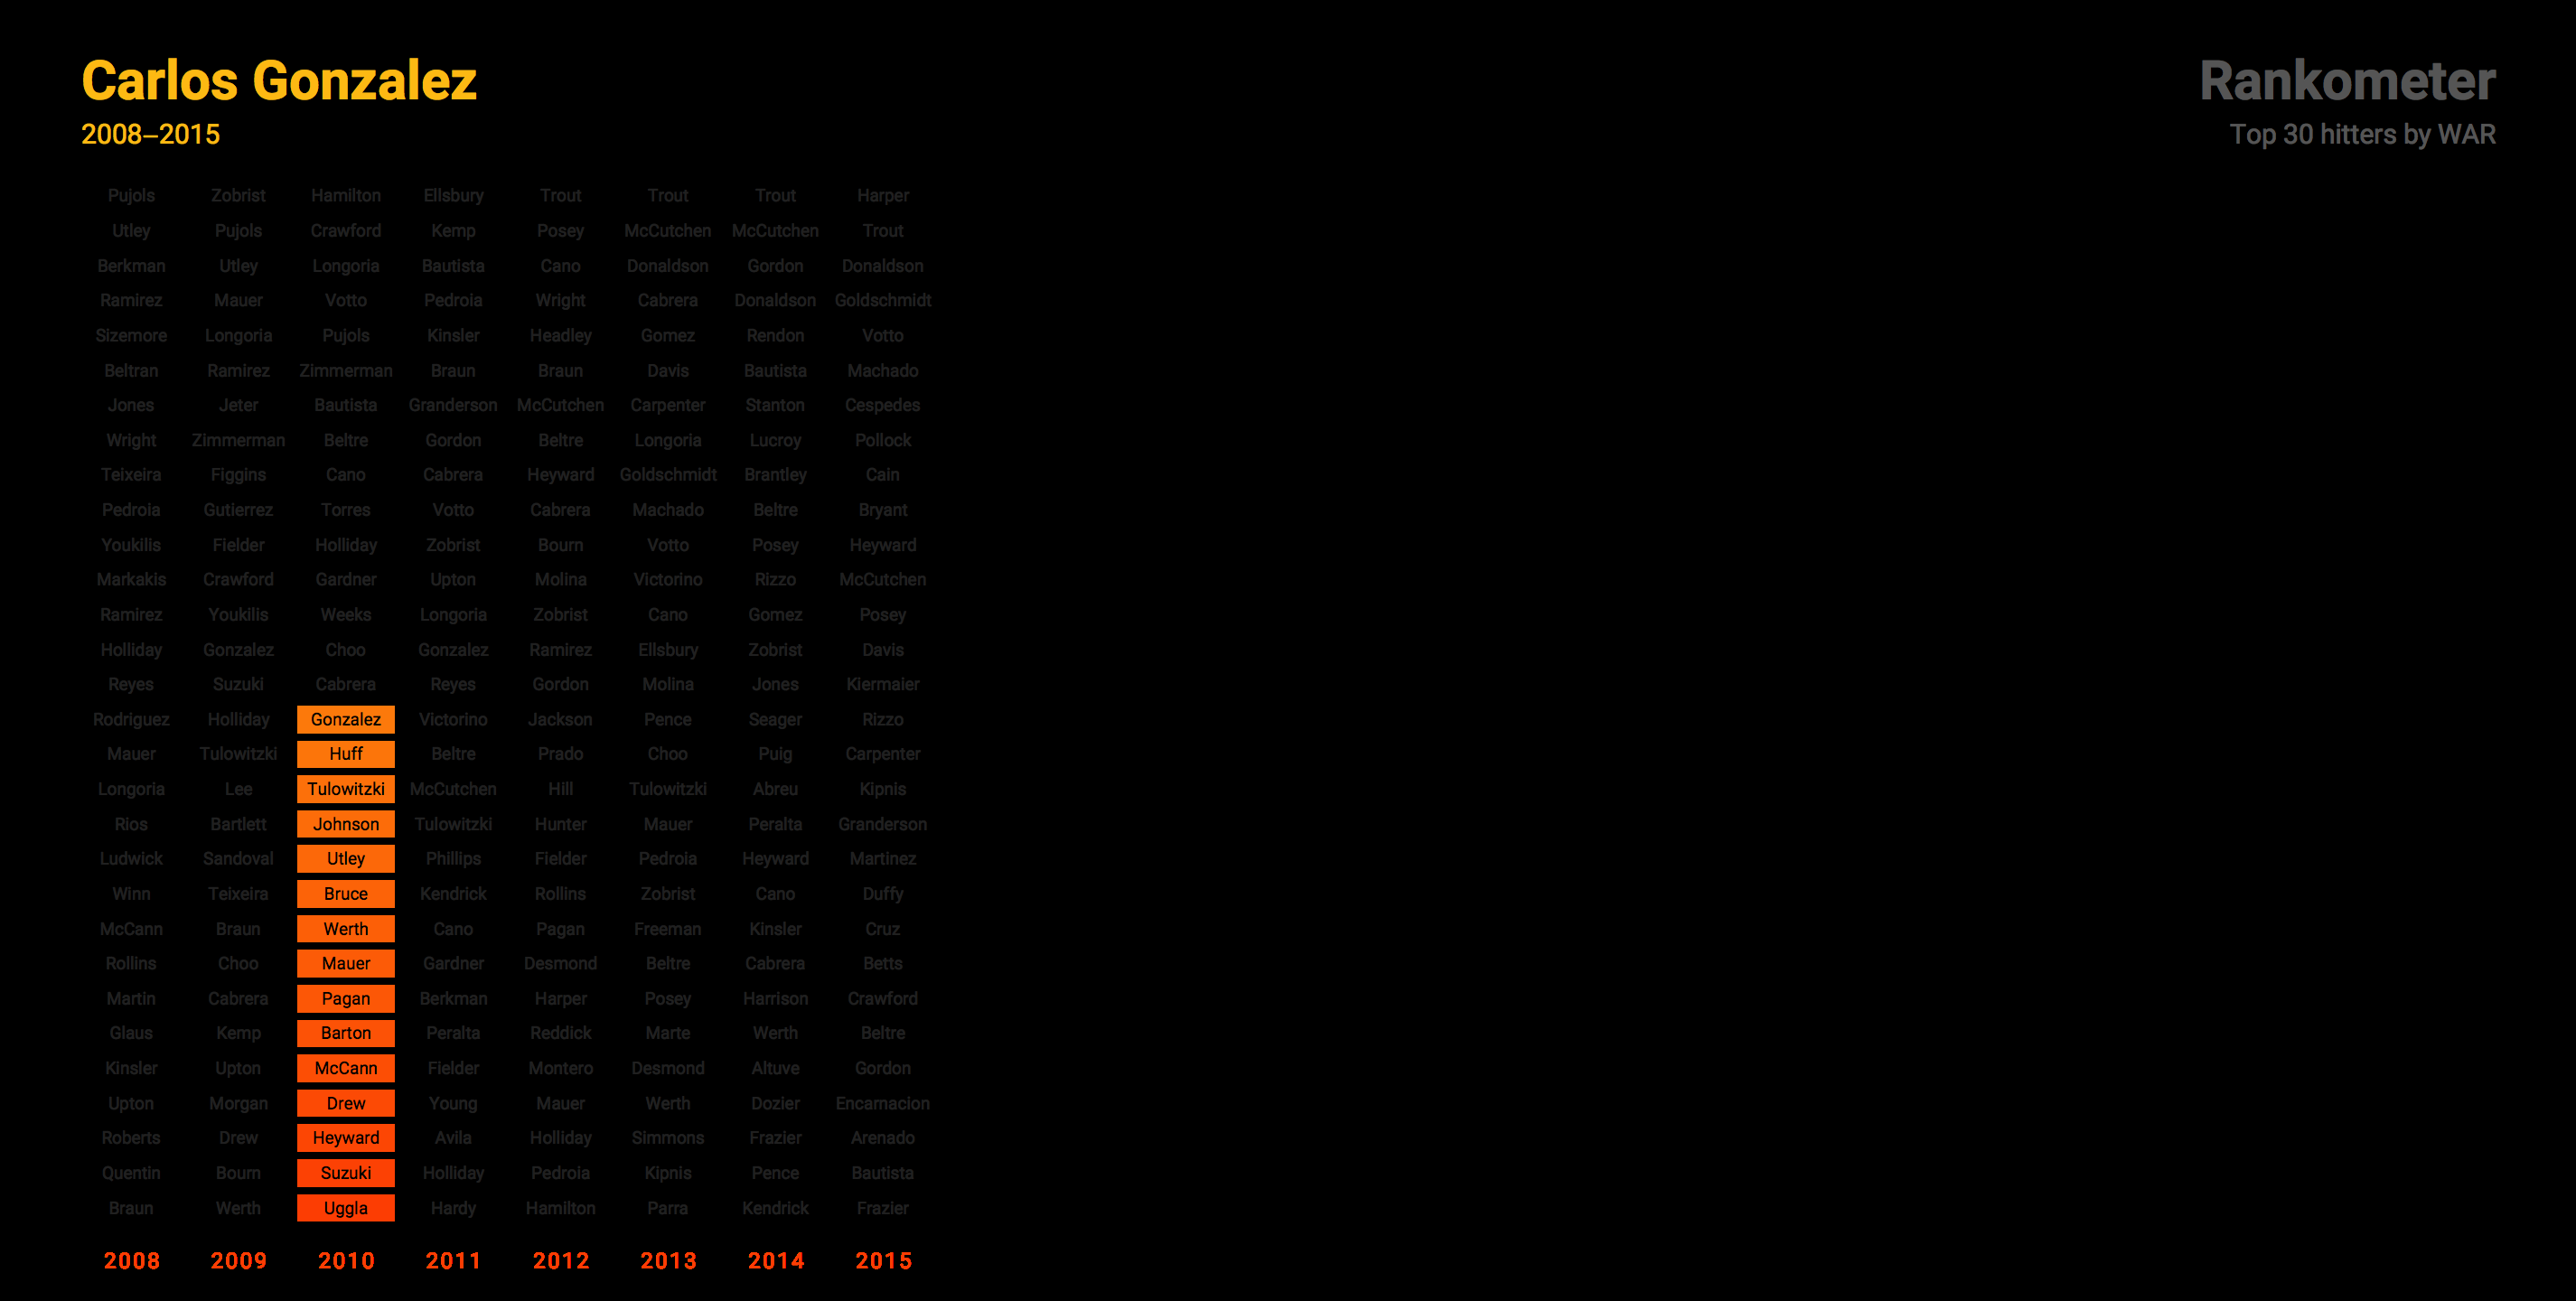 Carlos Gonzalez
2008–2015
Rankometer
Top 30 hitters by WAR
Pujols Zobrist Hamilton Ellsbury Trout Trout Trout Harper
Utley Pujols Crawford Kemp Posey McCutchen McCutchen Trout
Berkman Utley Longoria Bautista Cano Donaldson Gordon Donaldson
Ramirez Mauer Votto Pedroia Wright Cabrera Donaldson Goldschmidt
Sizemore Longoria Pujols Kinsler Headley Gomez Rendon Votto
Beltran Ramirez Zimmerman Braun Braun Davis Bautista Machado
Jones Jeter Bautista Granderson McCutchen Carpenter Stanton Cespedes
Wright Zimmerman Beltre Gordon Beltre Longoria Lucroy Pollock
Teixeira Figgins Cano Cabrera Heyward Goldschmidt Brantley Cain
Pedroia Gutierrez Torres Votto Cabrera Machado Beltre Bryant
Youkilis Fielder Holliday Zobrist Bourn Votto Posey Heyward
Markakis Crawford Gardner Upton Molina Victorino Rizzo McCutchen
Ramirez Youkilis Weeks Longoria Zobrist Cano Gomez Posey
Holliday Gonzalez Choo Gonzalez Ramirez Ellsbury Zobrist Davis
Reyes Suzuki Cabrera Reyes Gordon Molina Jones Kiermaier
Rodriguez Holliday Gonzalez Victorino Jackson Pence Seager Rizzo
Mauer Tulowitzki Huff Beltre Prado Choo Puig Carpenter
Longoria Lee Tulowitzki McCutchen Hill Tulowitzki Abreu Kipnis
Rios Bartlett Johnson Tulowitzki Hunter Mauer Peralta Granderson
Ludwick Sandoval Utley Phillips Fielder Pedroia Heyward Martinez
Winn Teixeira Bruce Kendrick Rollins Zobrist Cano Duffy
McCann Braun Werth Cano Pagan Freeman Kinsler Cruz
Rollins Choo Mauer Gardner Desmond Beltre Cabrera Betts
Martin Cabrera Pagan Berkman Harper Posey Harrison Crawford
Glaus Kemp Barton Peralta Reddick Marte Werth Beltre
Kinsler Upton McCann Fielder Montero Desmond Altuve Gordon
Upton Morgan Drew Young Mauer Werth Dozier Encarnacion
Roberts Drew Heyward Avila Holliday Simmons Frazier Arenado
Quentin Bourn Suzuki Holliday Pedroia Kipnis Pence Bautista
Braun Werth Uggla Hardy Hamilton Parra Kendrick Frazier
2008 2009 2010 2011 2012 2013 2014 2015